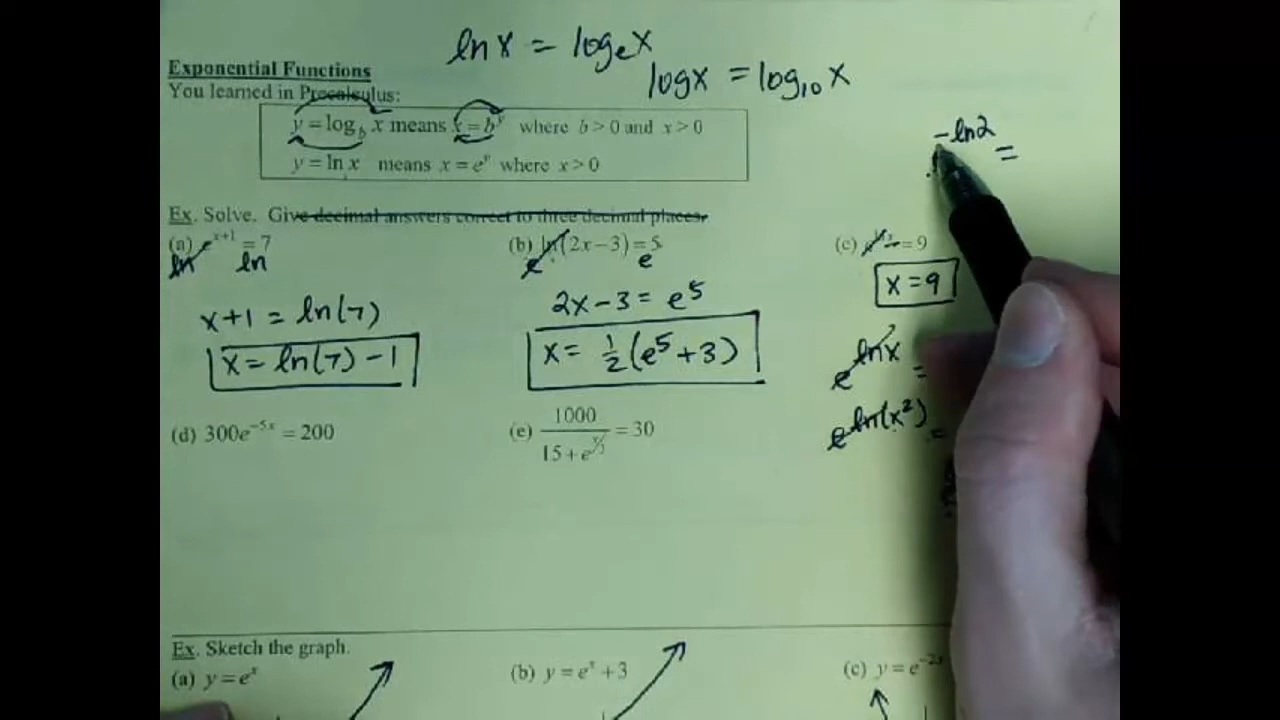 ln x = log_e x
log x = log_10 x
Exponential Functions
You learned in Precalculus:
y = log_b x means x = b^y where b > 0 and x > 0
y = ln x means x = e^y where x > 0
-ln2 =
Ex. Solve. Give decimal answers correct to three decimal places.
(a) e^(x+1) = 7 (b) ln(2x−3) = 5 (c) = 9
ln ln e e
x+1 = ln(7) 2x−3 = e^5 x = 9
x = ln(7) − 1 x = 1/2 (e^5 + 3) e^(ln x) =
e^(ln(x^2)) =
(d) 300e^(−5x) = 200 (e) 1000/(15 + e^(x/3)) = 30
Ex. Sketch the graph.
(a) y = e^x (b) y = e^x + 3 (c) y = e^(−2x)